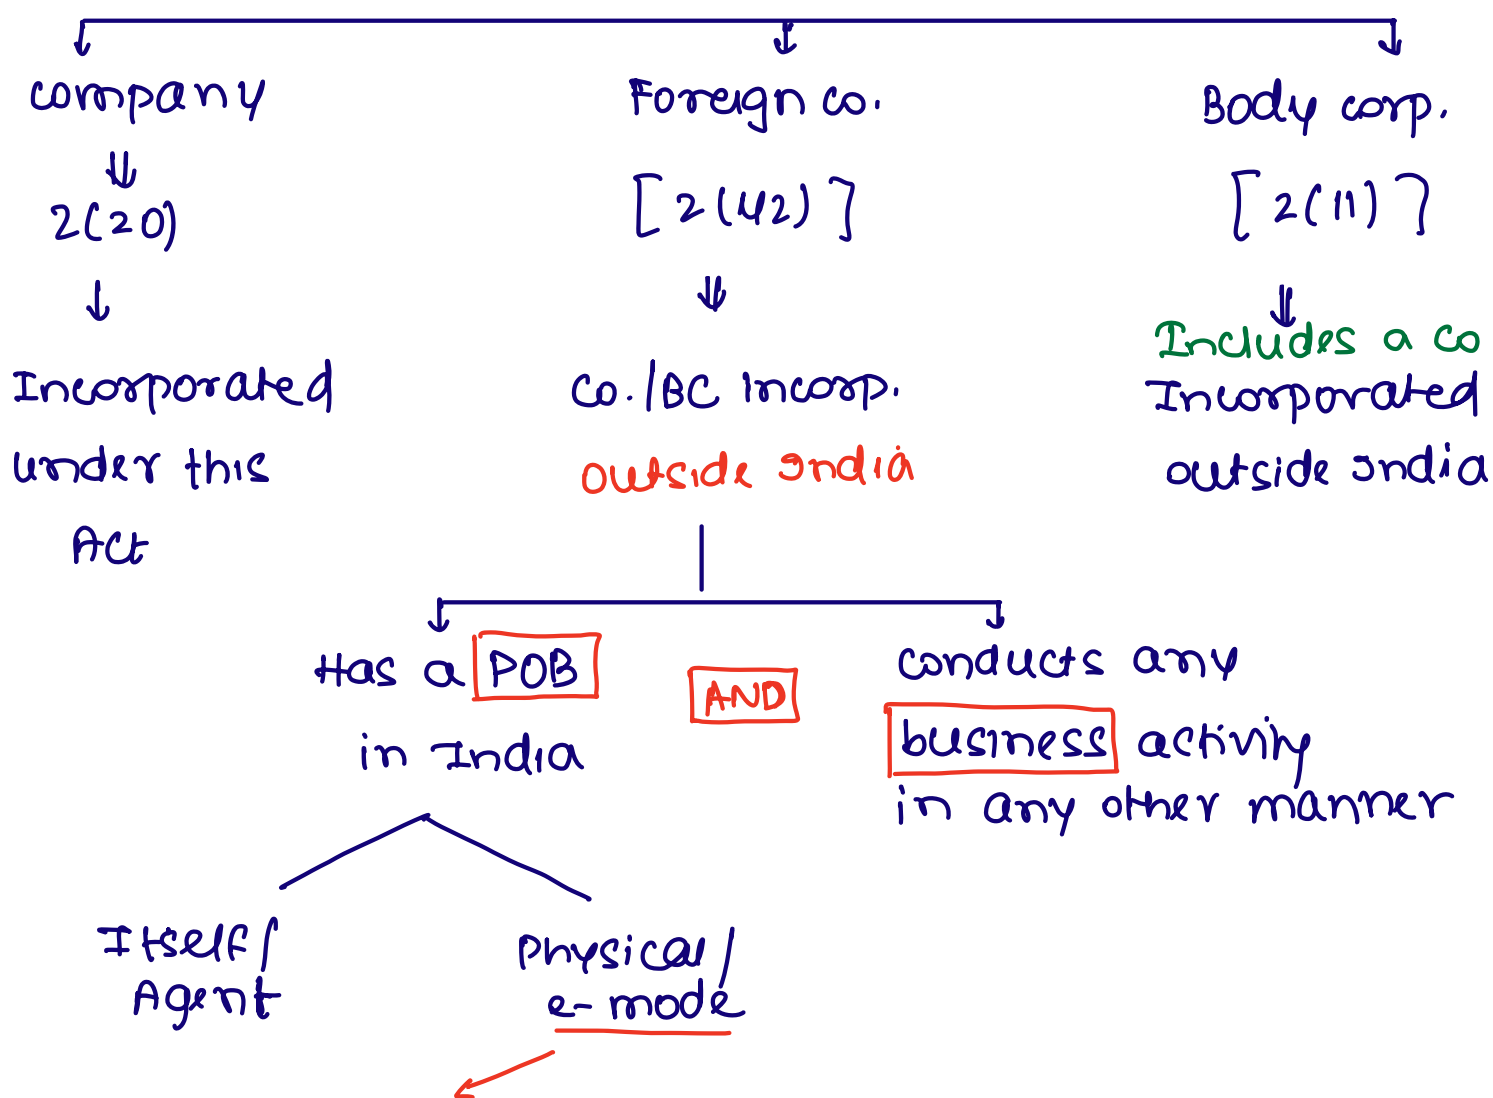 company
2(20)
Incorporated
under this
Act
Foreign co.
[2(42)]
Co./BC incorp.
outside India
Body corp.
[2(11)]
Includes a co
Incorporated
outside India
Has a POB
in India
AND
conducts any
business activity
in any other manner
Itself/
Agent
Physical/
e-mode